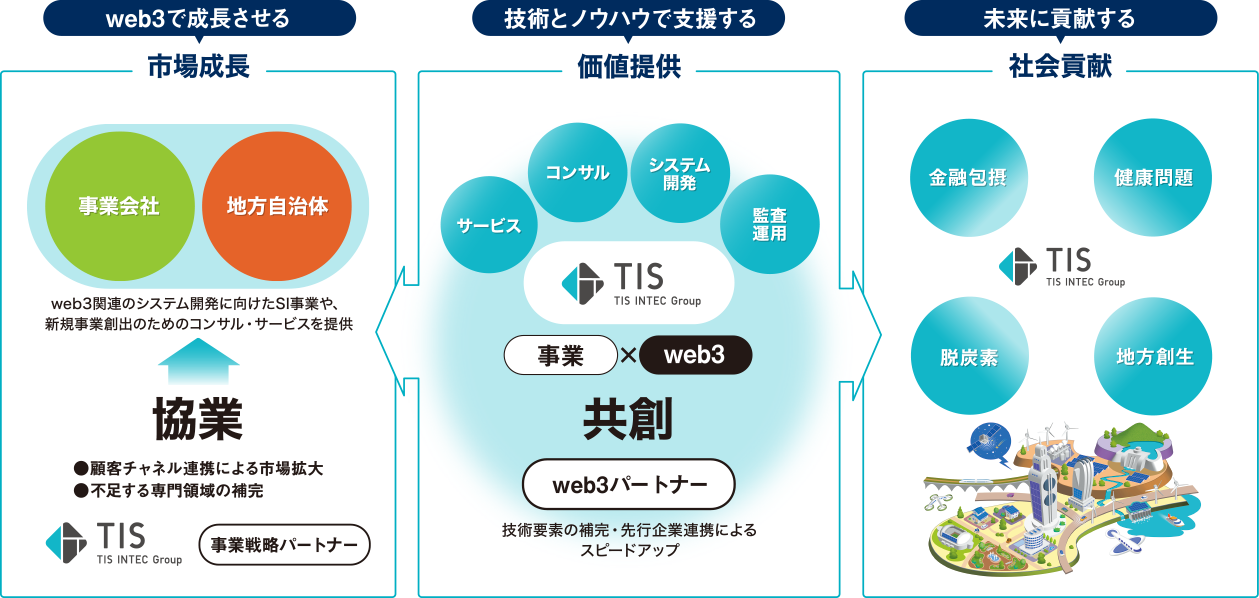 web3で成長させる
市場成長
事業会社
地方自治体
web3関連のシステム開発に向けたSI事業や、
新規事業創出のためのコンサル・サービスを提供
協業
●顧客チャネル連携による市場拡大
●不足する専門領域の補完
TIS
TIS INTEC Group
事業戦略パートナー
技術とノウハウで支援する
価値提供
サービス
コンサル
システム
開発
監査
運用
TIS
TIS INTEC Group
事業×web3
共創
web3パートナー
技術要素の補完・先行企業連携による
スピードアップ
未来に貢献する
社会貢献
金融包摂
健康問題
TIS
TIS INTEC Group
脱炭素
地方創生